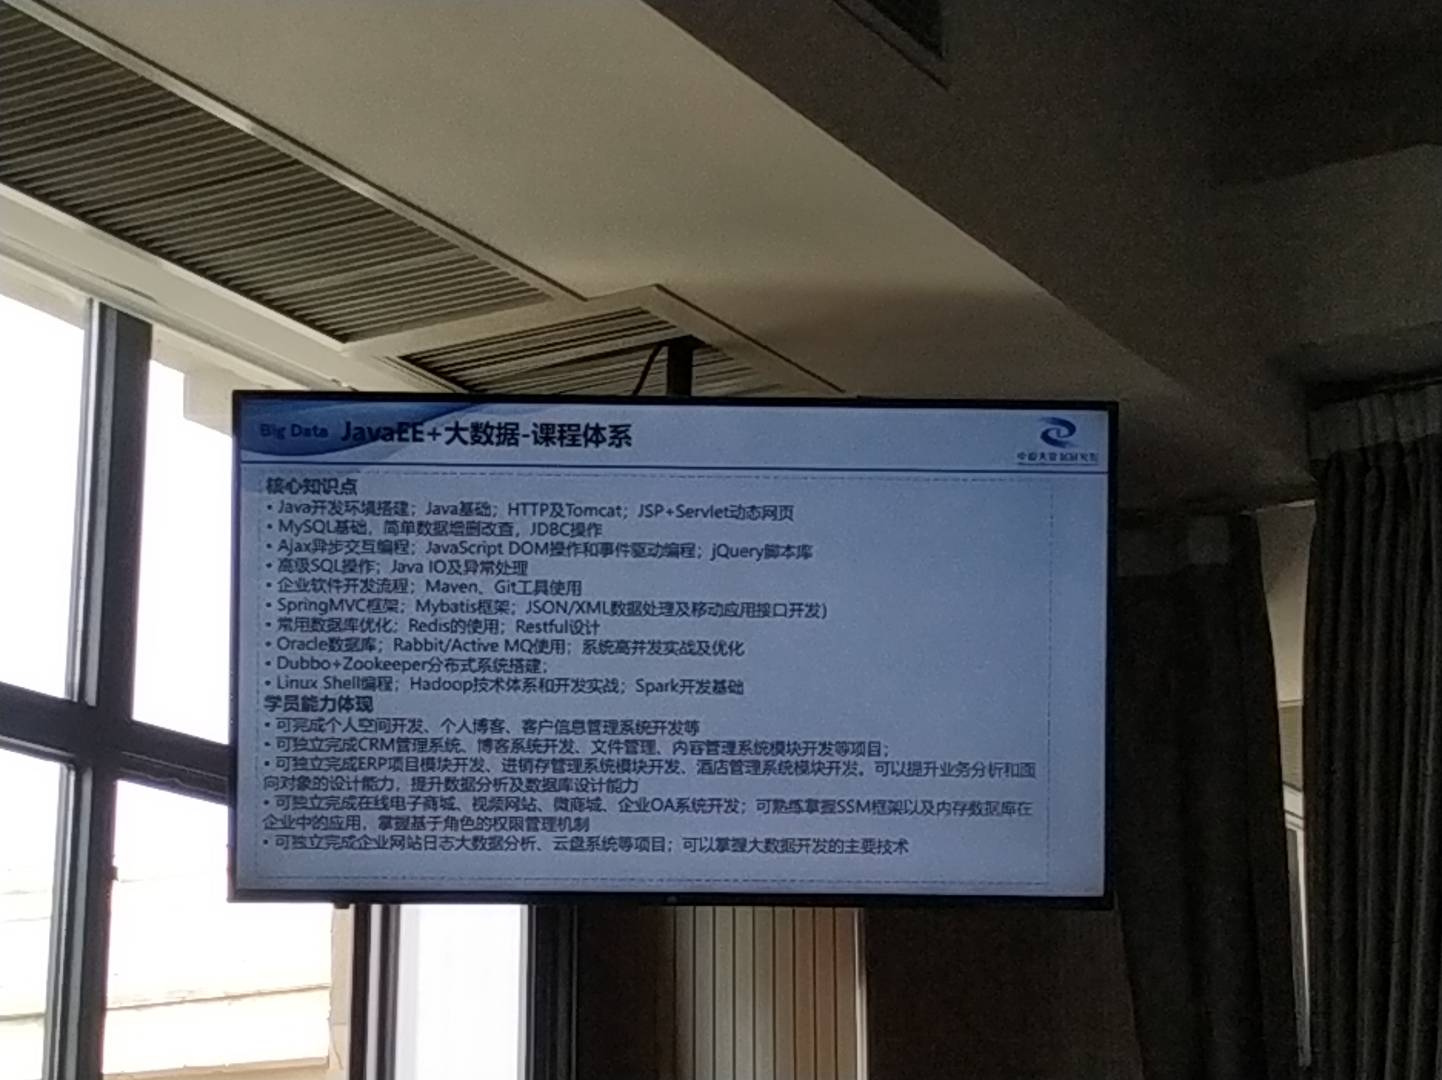 Big Data JavaEE+大数据-课程体系
核心知识点
• Java开发环境搭建；Java基础；HTTP及Tomcat；JSP+Servlet动态网页
• MySQL基础，简单数据增删改查，JDBC操作
• Ajax异步交互编程；JavaScript DOM操作和事件驱动编程；jQuery脚本库
• 高级SQL操作；Java IO及异常处理
• 企业软件开发流程；Maven、Git工具使用
• SpringMVC框架；Mybatis框架；JSON/XML数据处理及移动应用接口开发）
• 常用数据库优化；Redis的使用；Restful设计
• Oracle数据库；Rabbit/Active MQ使用；系统高并发实战及优化
• Dubbo+Zookeeper分布式系统搭建；
• Linux Shell编程；Hadoop技术体系和开发实战；Spark开发基础
学员能力体现
• 可完成个人空间开发、个人博客、客户信息管理系统开发等
• 可独立完成CRM管理系统、博客系统开发、文件管理、内容管理系统模块开发等项目；
• 可独立完成ERP项目模块开发、进销存管理系统模块开发、酒店管理系统模块开发。可以提升业务分析和面
向对象的设计能力，提升数据分析及数据库设计能力
• 可独立完成在线电子商城、视频网站、微商城、企业OA系统开发；可熟练掌握SSM框架以及内存数据库在
企业中的应用，掌握基于角色的权限管理机制
• 可独立完成企业网站日志大数据分析、云盘系统等项目；可以掌握大数据开发的主要技术